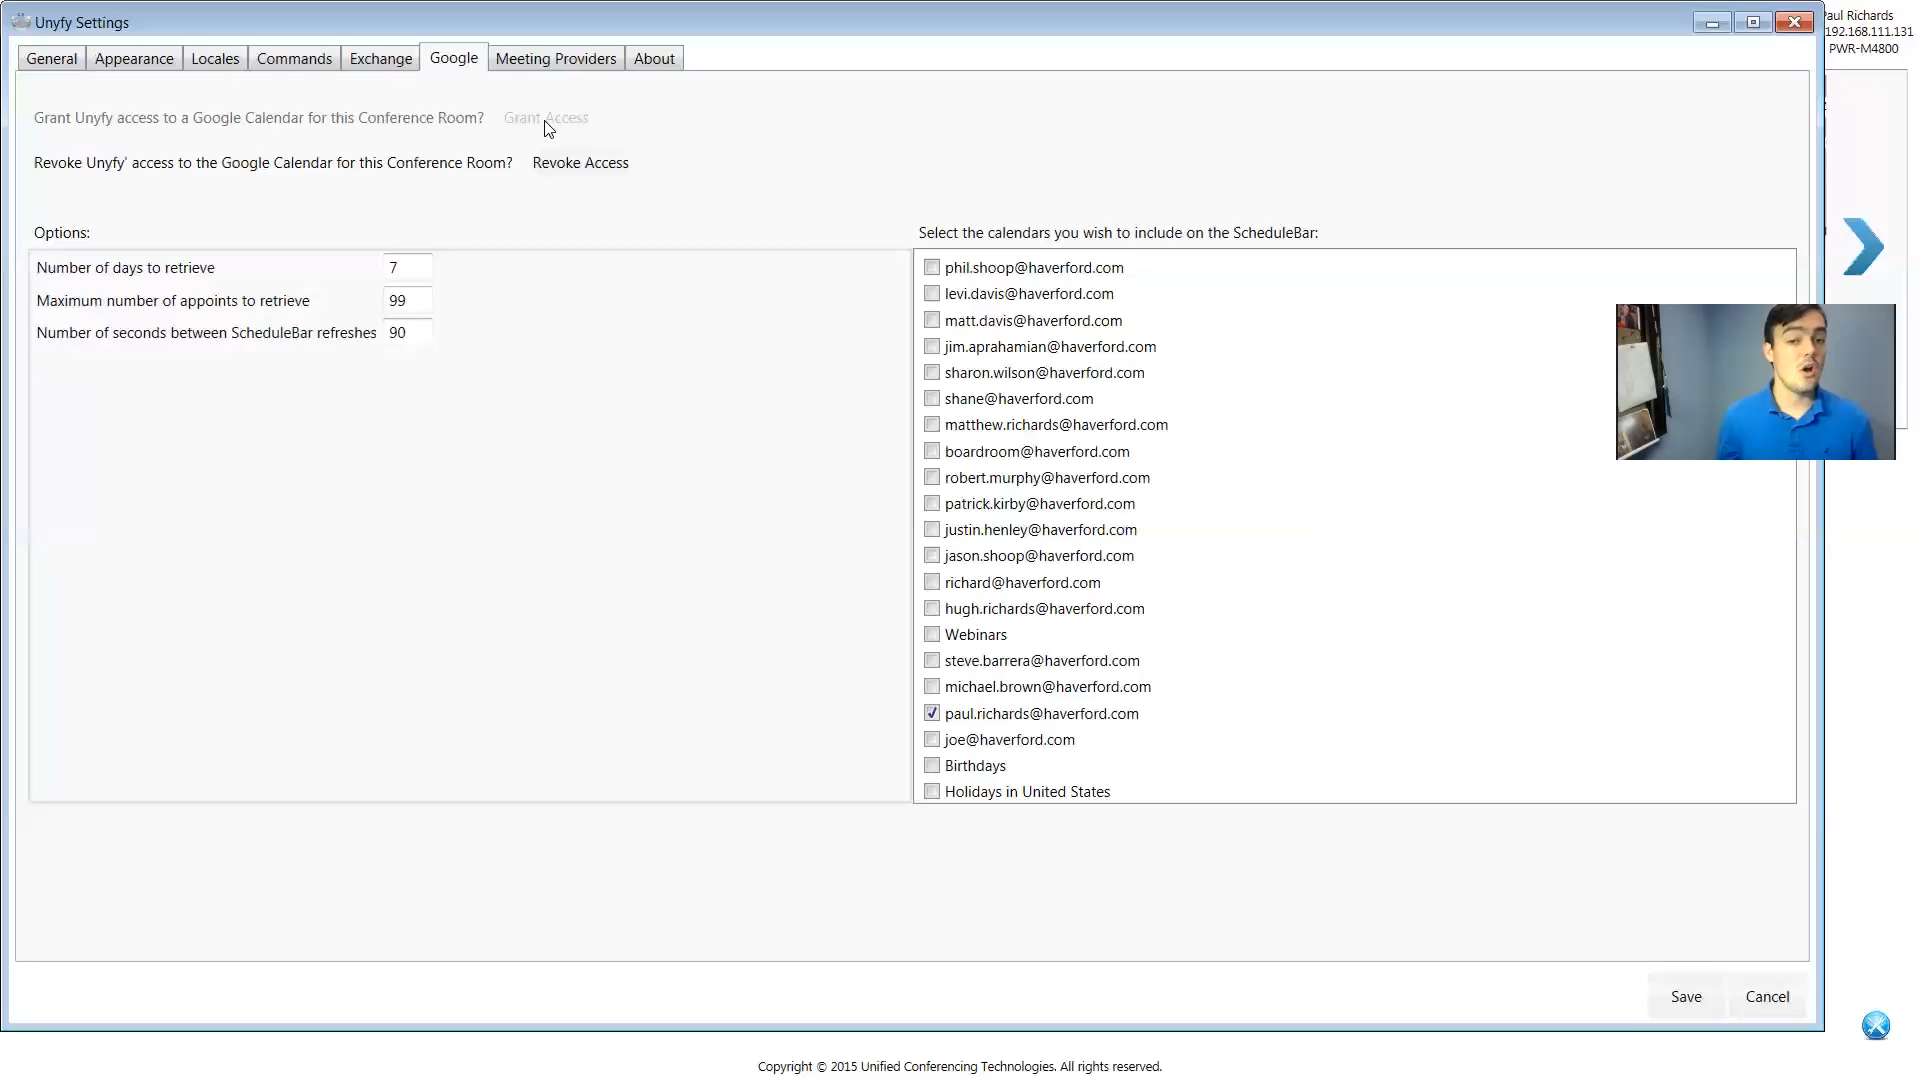 Unyfy Settings
Paul Richards
192.168.111.131
PWR-M4800
General
Appearance
Locales
Commands
Exchange
Google
Meeting Providers
About
Grant Unyfy access to a Google Calendar for this Conference Room?
Grant Access
Revoke Unyfy' access to the Google Calendar for this Conference Room?
Revoke Access
Options:
Number of days to retrieve
7
Maximum number of appoints to retrieve
99
Number of seconds between ScheduleBar refreshes
90
Select the calendars you wish to include on the ScheduleBar:
phil.shoop@haverford.com
levi.davis@haverford.com
matt.davis@haverford.com
jim.aprahamian@haverford.com
sharon.wilson@haverford.com
shane@haverford.com
matthew.richards@haverford.com
boardroom@haverford.com
robert.murphy@haverford.com
patrick.kirby@haverford.com
justin.henley@haverford.com
jason.shoop@haverford.com
richard@haverford.com
hugh.richards@haverford.com
Webinars
steve.barrera@haverford.com
michael.brown@haverford.com
paul.richards@haverford.com
joe@haverford.com
Birthdays
Holidays in United States
Save
Cancel
Copyright © 2015 Unified Conferencing Technologies. All rights reserved.